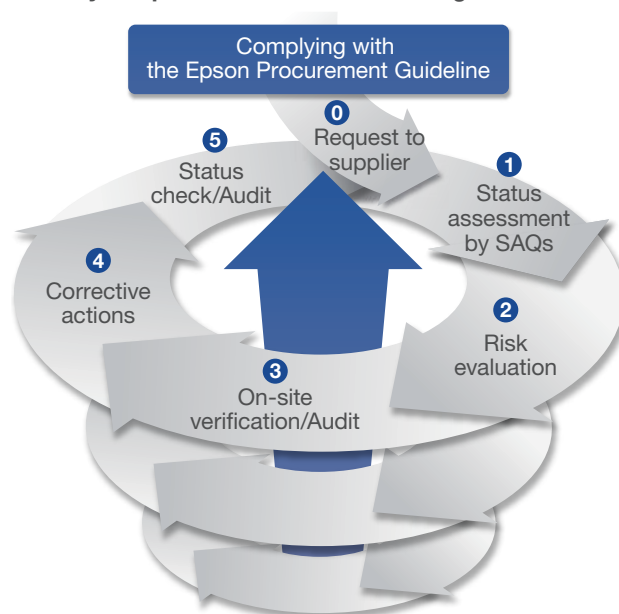 Complying with
the Epson Procurement Guideline
0
Request to
supplier
1
Status
assessment
by SAQs
2
Risk
evaluation
3
On-site
verification/Audit
4
Corrective
actions
5
Status
check/Audit